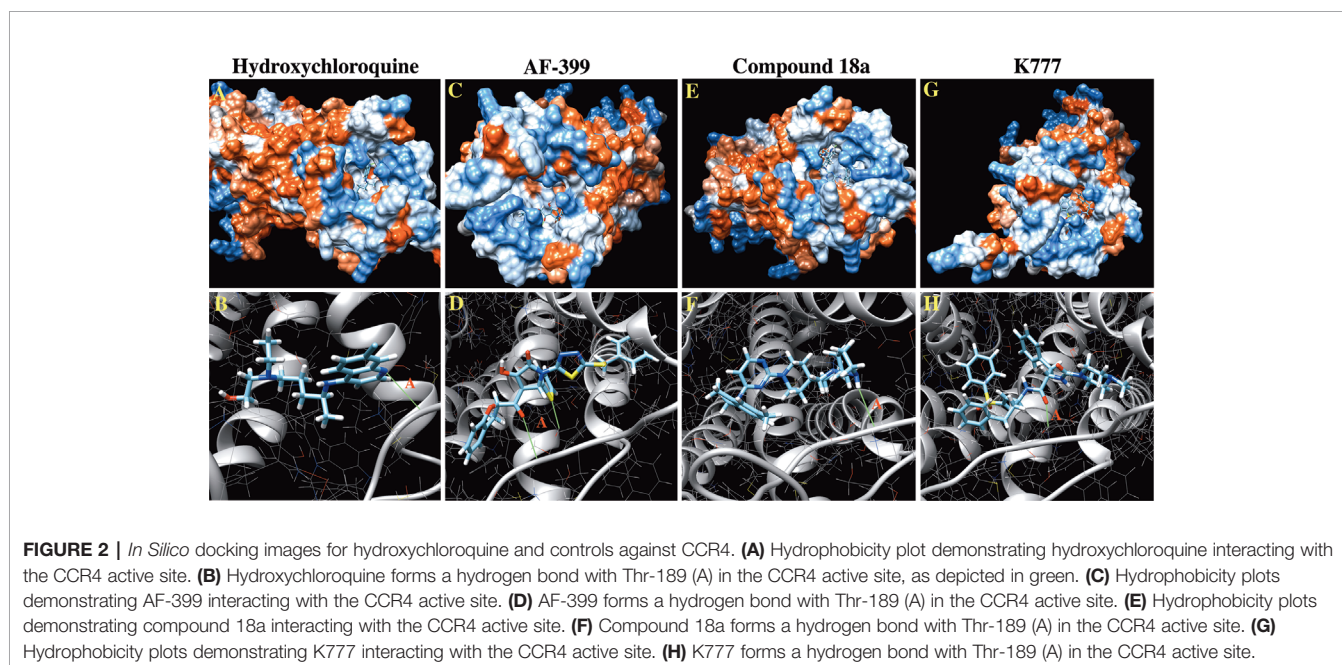 Hydroxychloroquine AF-399 Compound 18a K777
A C E G
B D F H
A A A A
FIGURE 2 | In Silico docking images for hydroxychloroquine and controls against CCR4. (A) Hydrophobicity plot demonstrating hydroxychloroquine interacting with
the CCR4 active site. (B) Hydroxychloroquine forms a hydrogen bond with Thr-189 (A) in the CCR4 active site, as depicted in green. (C) Hydrophobicity plots
demonstrating AF-399 interacting with the CCR4 active site. (D) AF-399 forms a hydrogen bond with Thr-189 (A) in the CCR4 active site. (E) Hydrophobicity plots
demonstrating compound 18a interacting with the CCR4 active site. (F) Compound 18a forms a hydrogen bond with Thr-189 (A) in the CCR4 active site. (G)
Hydrophobicity plots demonstrating K777 interacting with the CCR4 active site. (H) K777 forms a hydrogen bond with Thr-189 (A) in the CCR4 active site.